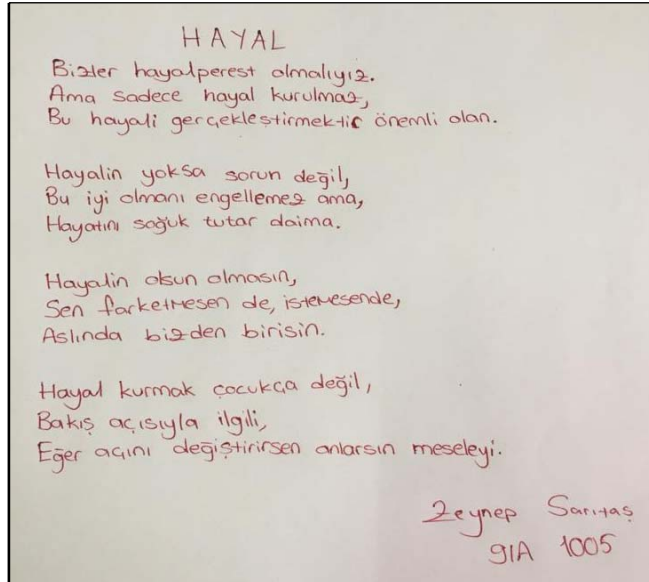 HAYAL
Bizler hayalperest olmalıyız.
Ama sadece hayal kurulmaz,
Bu hayali gerçekleştirmektir önemli olan.
Hayalin yoksa sorun değil,
Bu iyi olmanı engellemez ama,
Hayatını soğuk tutar daima.
Hayalin olsun olmasın,
Sen farketmesen de, istemesende,
Aslında bizden birisin.
Hayal kurmak çocukça değil,
Bakış açısıyla ilgili,
Eğer açını değiştirirsen anlarsın meseleyi.
Zeynep Sarıtaş
9/A 1005